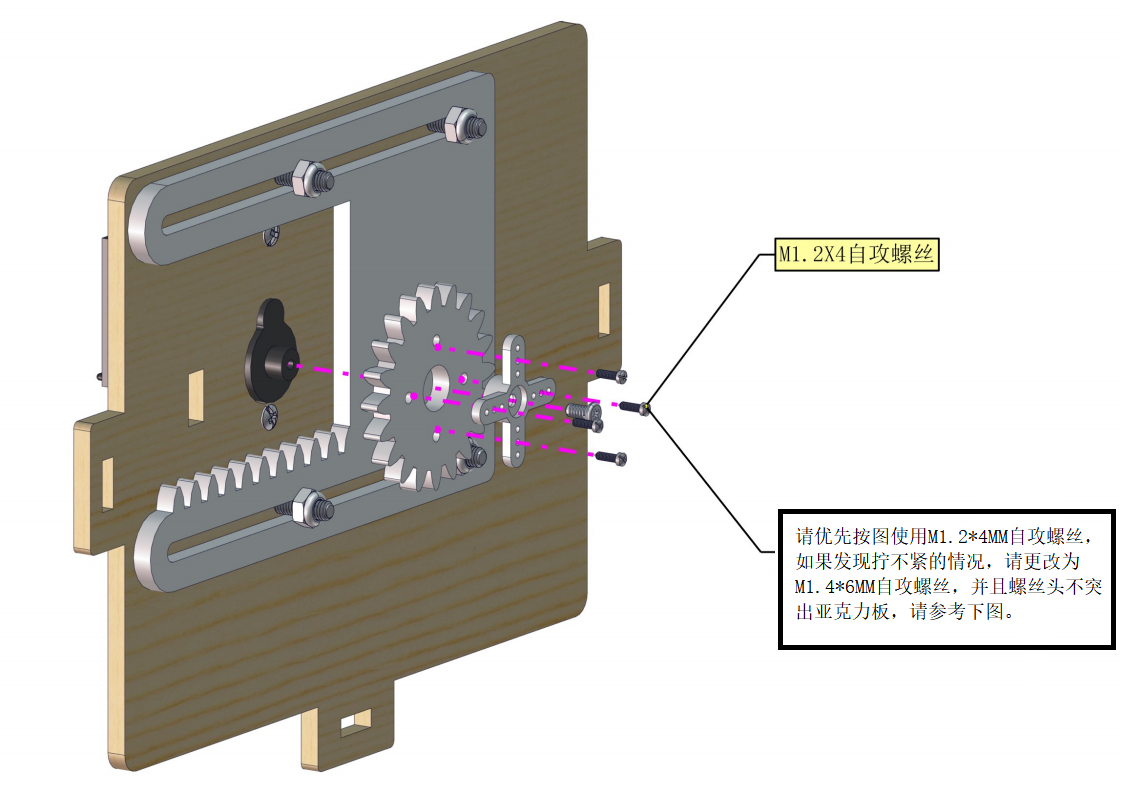 M1.2X4自攻螺丝
请优先按图使用M1.2*4MM自攻螺丝，
如果发现拧不紧的情况，请更改为
M1.4*6MM自攻螺丝，并且螺丝头不突
出亚克力板，请参考下图。